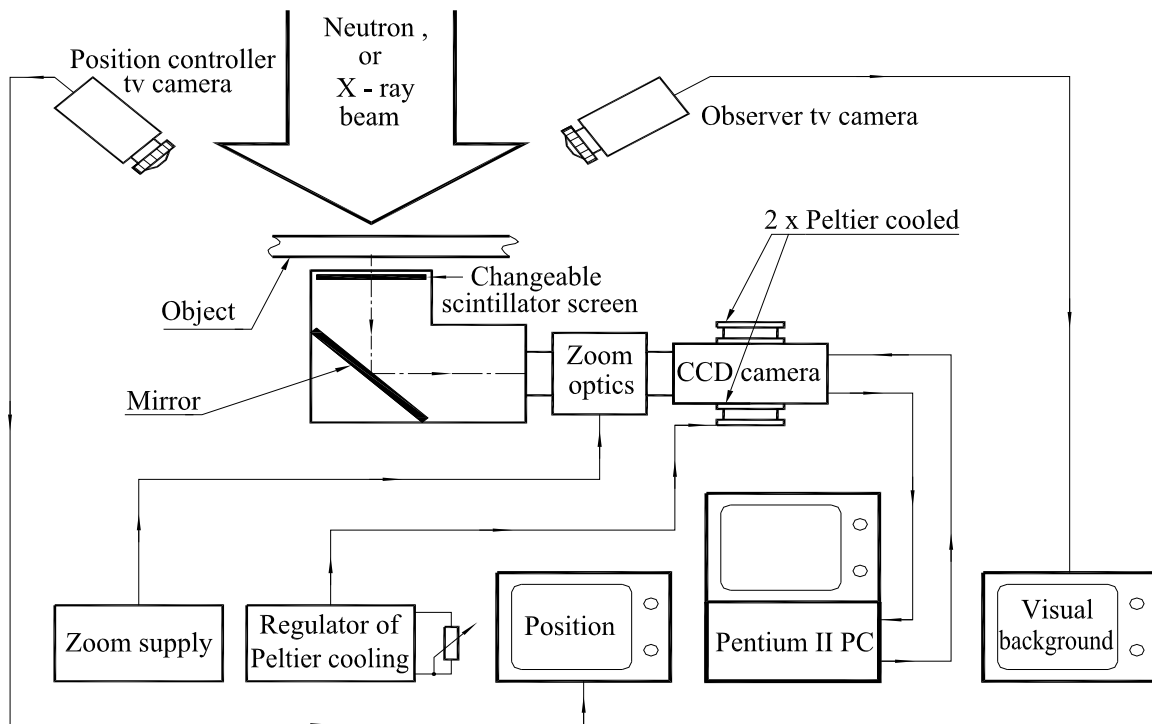 Neutron ,
or
X - ray
beam
Position controller
tv camera
Observer tv camera
2 x Peltier cooled
Changeable
scintillator screen
Object
Zoom
optics
CCD camera
Mirror
Zoom supply
Regulator of
Peltier cooling
Position
Pentium II PC
Visual
background